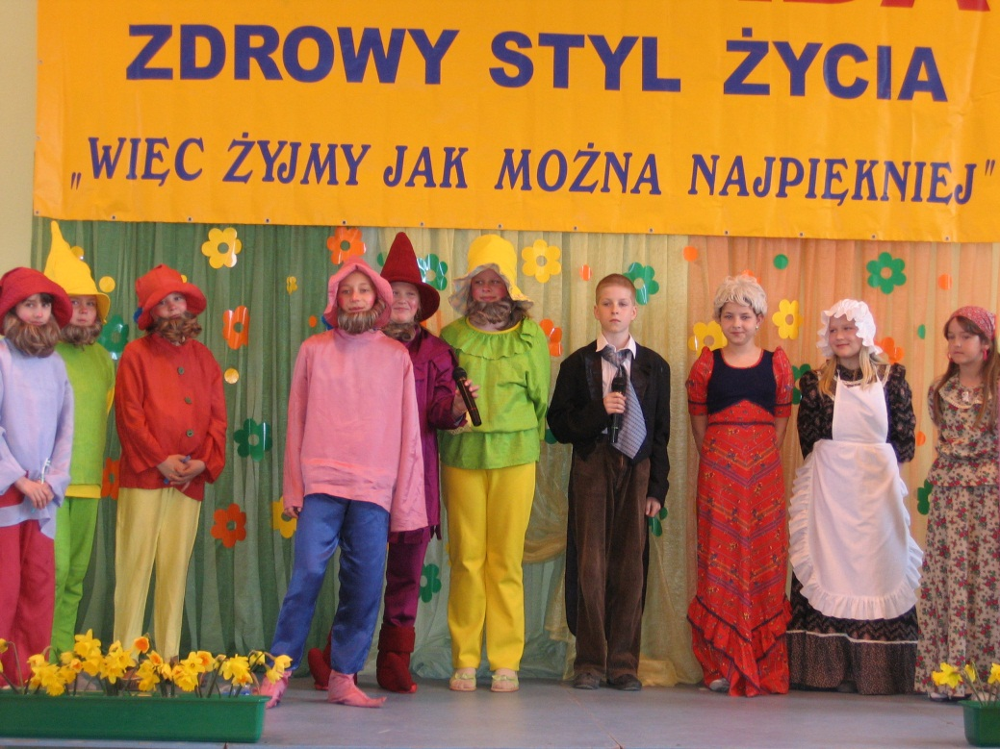 ZDROWY STYL ŻYCIA
„WIĘC ŻYJMY JAK MOŻNA NAJPIĘKNIEJ"